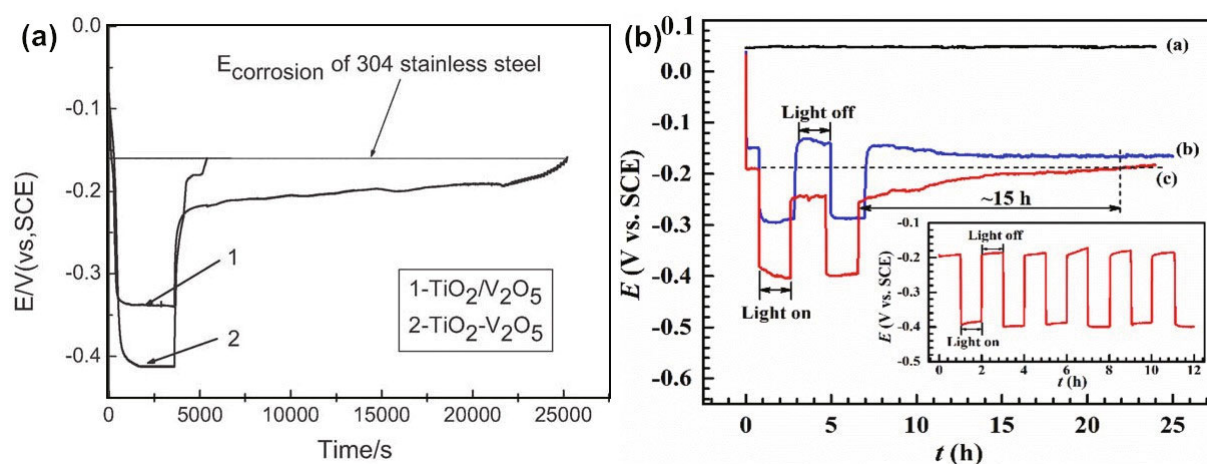 (a)
0.0
-0.1
-0.2
-0.3
-0.4
E/V(vs,SCE)
E_corrosion of 304 stainless steel
1
2
1-TiO₂/V₂O₅
2-TiO₂-V₂O₅
0
5000
10000
15000
20000
25000
Time/s
(b)
0.1
0.0
-0.1
-0.2
-0.3
-0.4
-0.5
-0.6
E (V vs. SCE)
(a)
Light off
(b)
(c)
~15 h
Light on
-0.1
-0.2
-0.3
-0.4
-0.5
E (V vs. SCE)
Light off
Light on
0 2 4 6 8 10 12
t (h)
0 5 10 15 20 25
t (h)